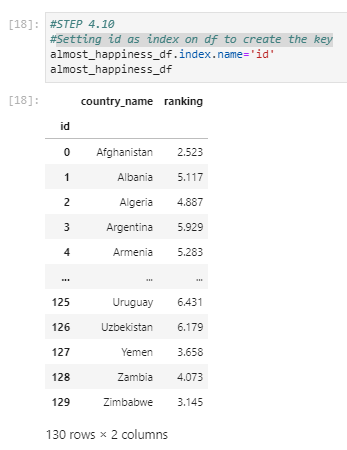 [18]: #STEP 4.10
#Setting id as index on df to create the key
almost_happiness_df.index.name='id'
almost_happiness_df
[18]: country_name ranking
id
0 Afghanistan 2.523
1 Albania 5.117
2 Algeria 4.887
3 Argentina 5.929
4 Armenia 5.283
... ... ...
125 Uruguay 6.431
126 Uzbekistan 6.179
127 Yemen 3.658
128 Zambia 4.073
129 Zimbabwe 3.145
130 rows × 2 columns